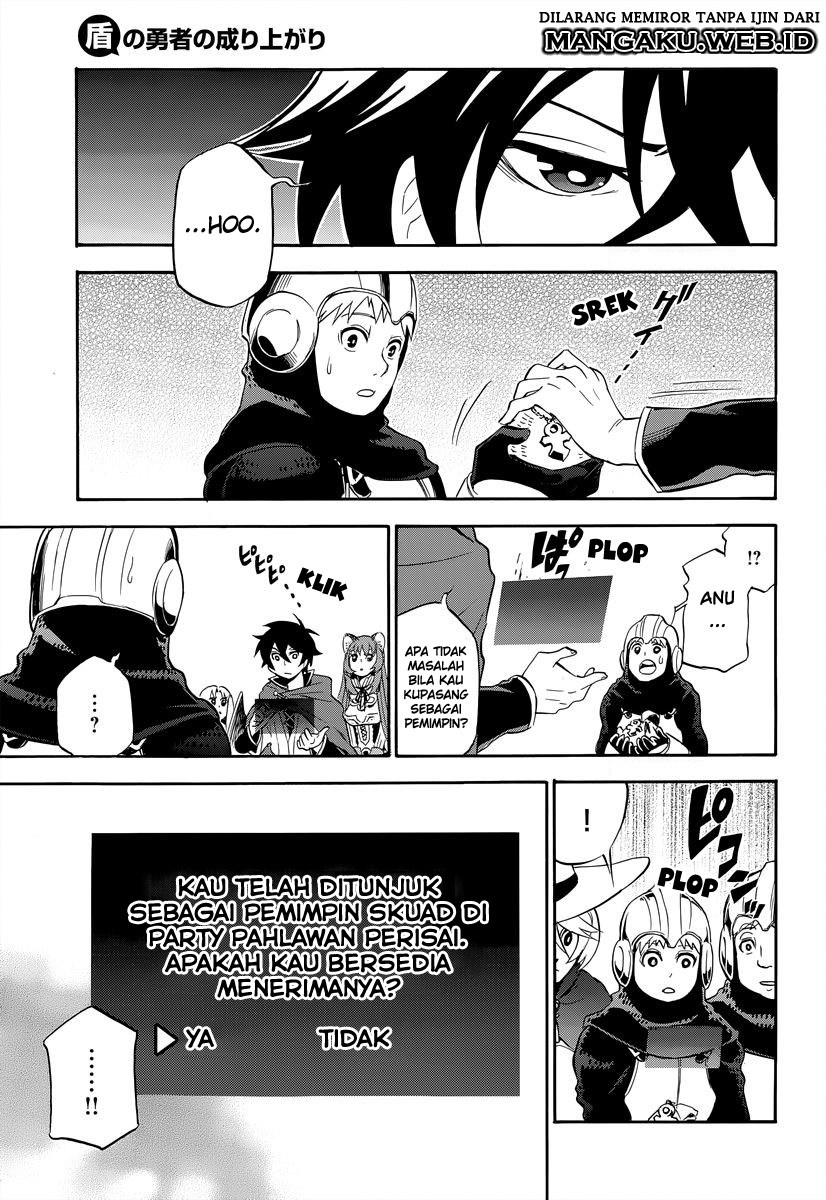 盾の勇者の成り上がり
DILARANG MEMIROR TANPA IJIN DARI
MANGAKU.WEB.ID
...HOO.
SREK
グイ...
!?
ANU
...
ぱっ
PLOP
APA TIDAK
MASALAH
BILA KAU
KUPASANG
SEBAGAI
PEMIMPIN?
ピピピ...
KLIK
...
?
!
ピコン
PLOP
KAU TELAH DITUNJUK
SEBAGAI PEMIMPIN SKUAD DI
PARTY PAHLAWAN PERISAI.
APAKAH KAU BERSEDIA
MENERIMANYA?
YA TIDAK
......
!!